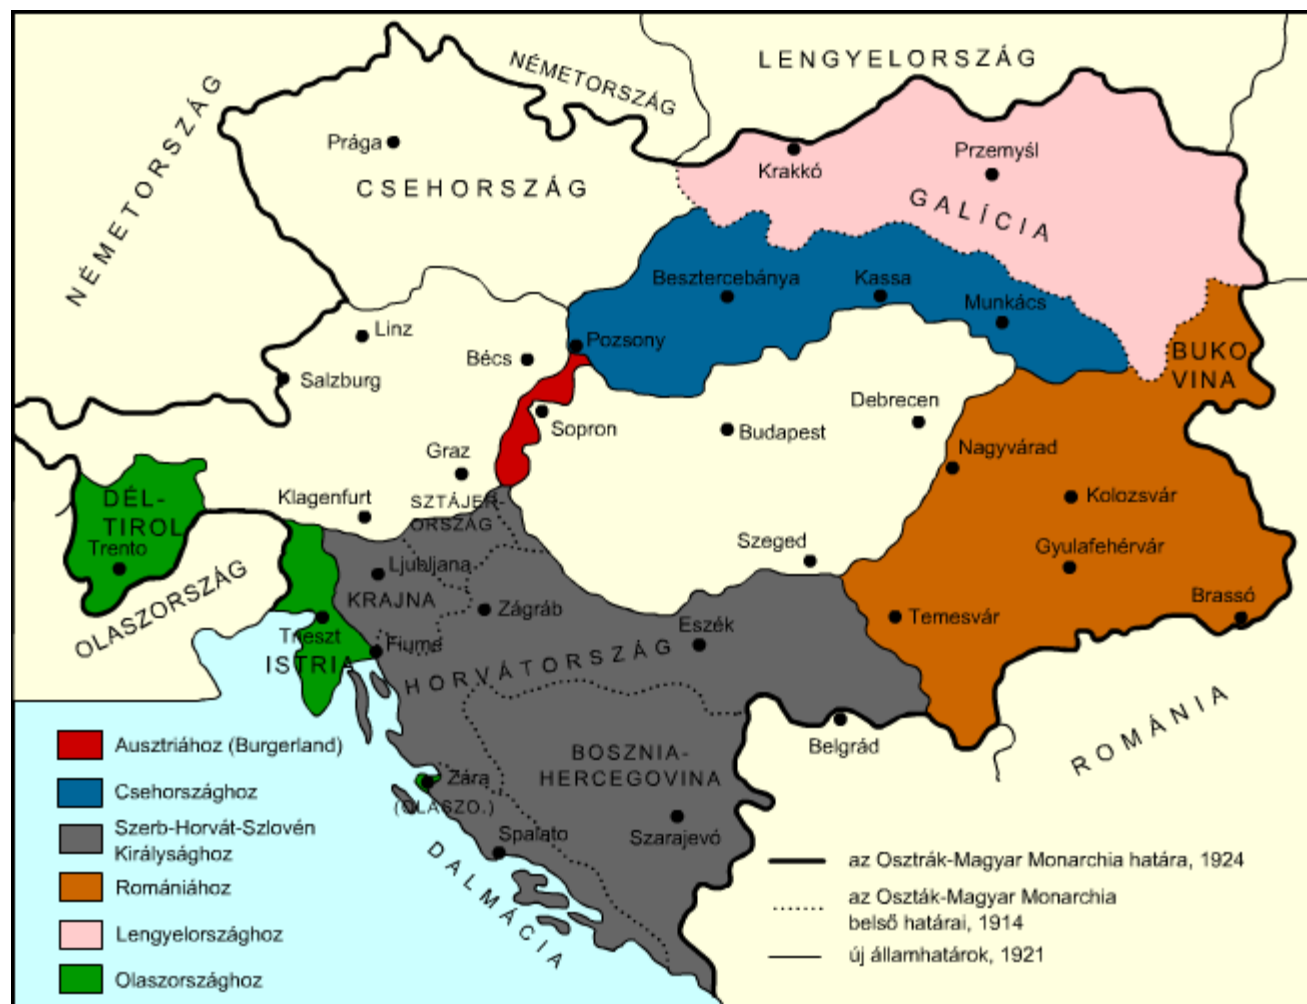 NÉMETORSZÁG
NÉMETORSZÁG
LENGYELORSZÁG
Prága
CSEHORSZÁG
Krakkó
Przemyśl
GALÍCIA
Besztercebánya
Kassa
Munkács
Linz
Bécs
Pozsony
Salzburg
BUKO-
VINA
Sopron
Budapest
Debrecen
Graz
Nagyvárad
Kolozsvár
DÉL-
TIROL
Trento
Klagenfurt
SZTÁJER-
ORSZÁG
Szeged
Gyulafehérvár
OLASZORSZÁG
Ljubljana
KRAJNA
Zágráb
Temesvár
Brassó
Trieszt
ISTRIA
Fiume
Eszék
HORVÁTORSZÁG
ROMÁNIA
Belgrád
BOSZNIA-
HERCEGOVINA
Zára
(OLASZO.)
Spalato
Szarajevó
DALMÁCIA
Ausztriához (Burgerland)
Csehországhoz
Szerb-Horvát-Szlovén
Királysághoz
Romániához
Lengyelországhoz
Olaszországhoz
az Osztrák-Magyar Monarchia határa, 1924
az Oszták-Magyar Monarchia
belső határai, 1914
új államhatárok, 1921